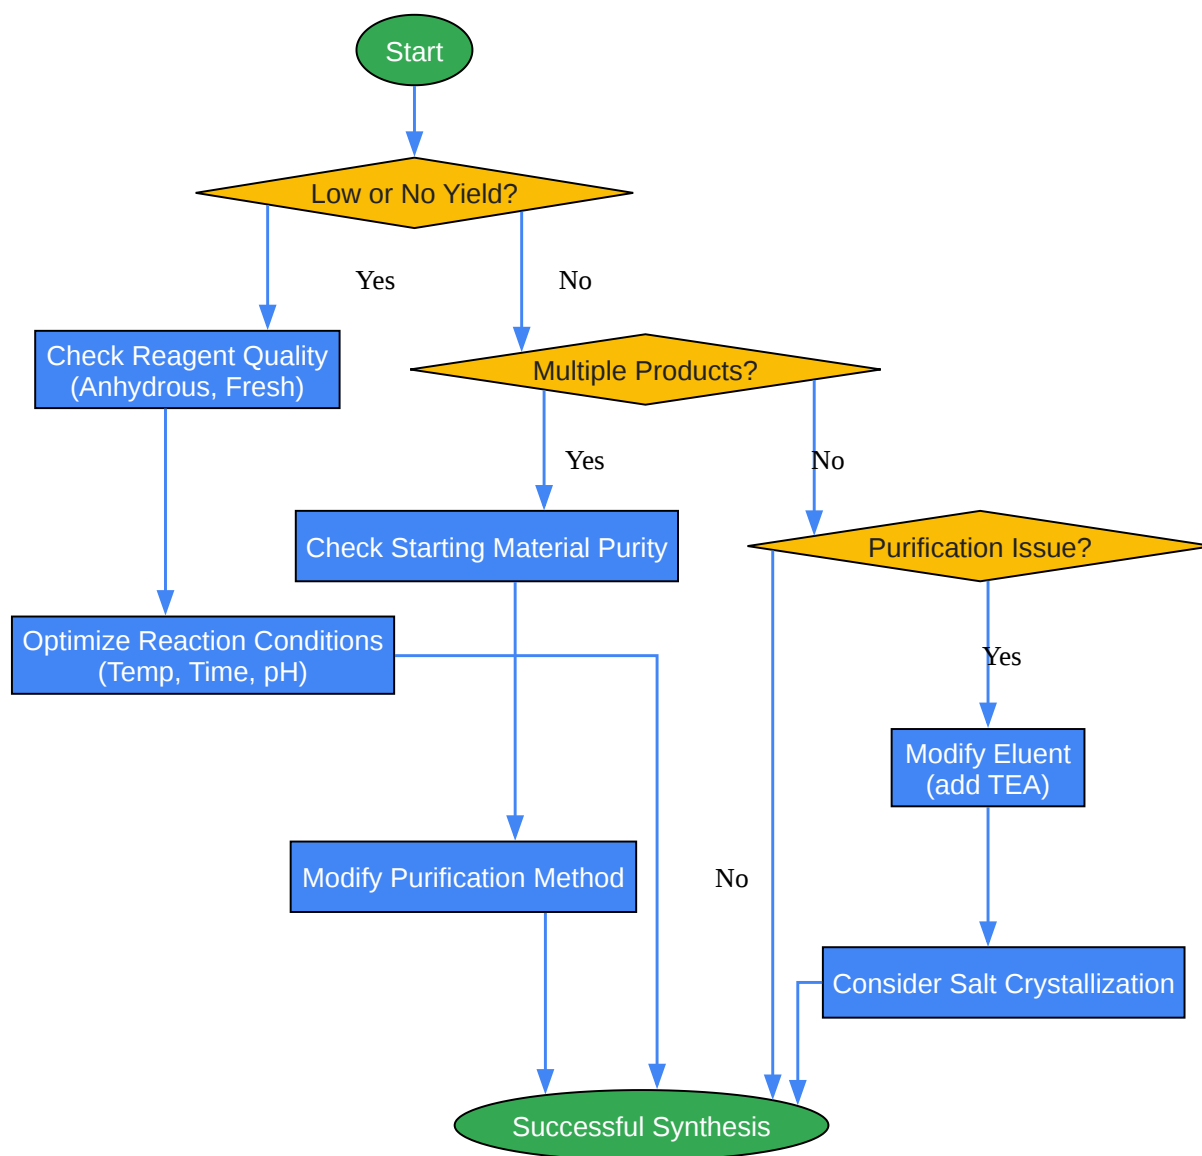 Start
Low or No Yield?
Yes
No
Check Reagent Quality
(Anhydrous, Fresh)
Multiple Products?
Yes
No
Check Starting Material Purity
Purification Issue?
Optimize Reaction Conditions
(Temp, Time, pH)
Yes
Modify Eluent
(add TEA)
Modify Purification Method
No
Consider Salt Crystallization
Successful Synthesis